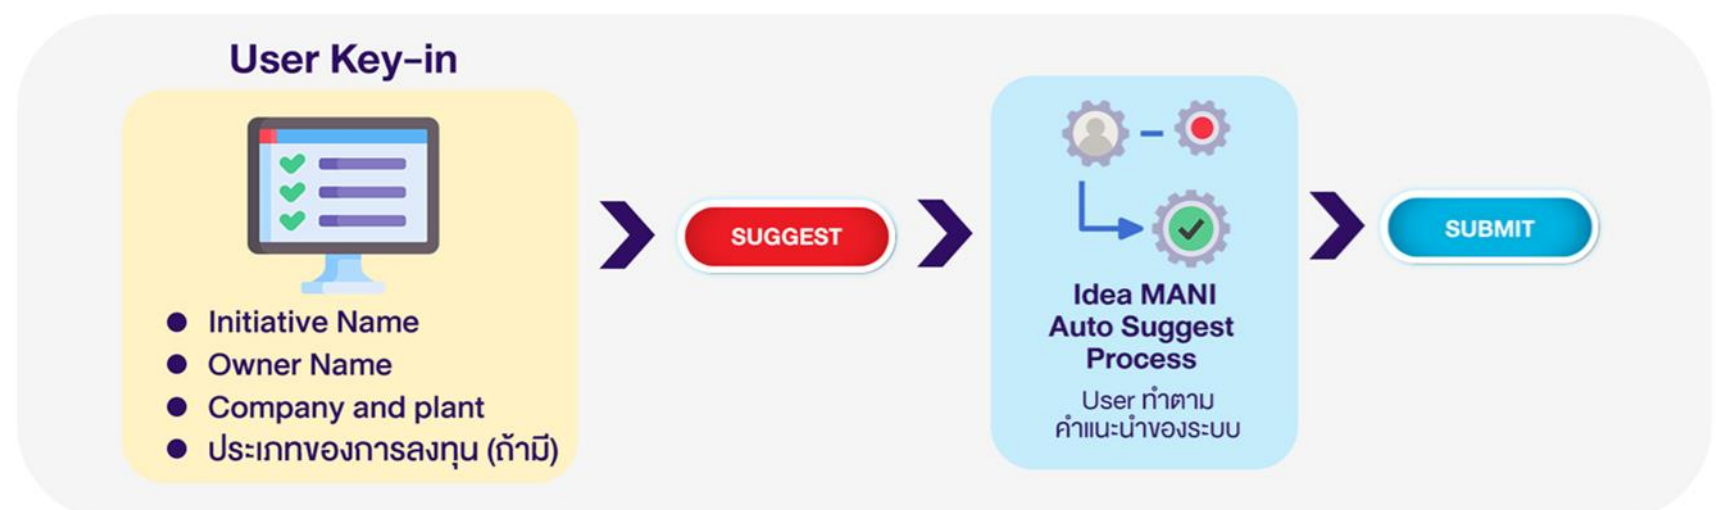 User Key-in
● Initiative Name
● Owner Name
● Company and plant
● ประเภทของการลงทุน (ถ้ามี)
SUGGEST
Idea MANI
Auto Suggest
Process
User ทำตาม
คำแนะนำของระบบ
SUBMIT